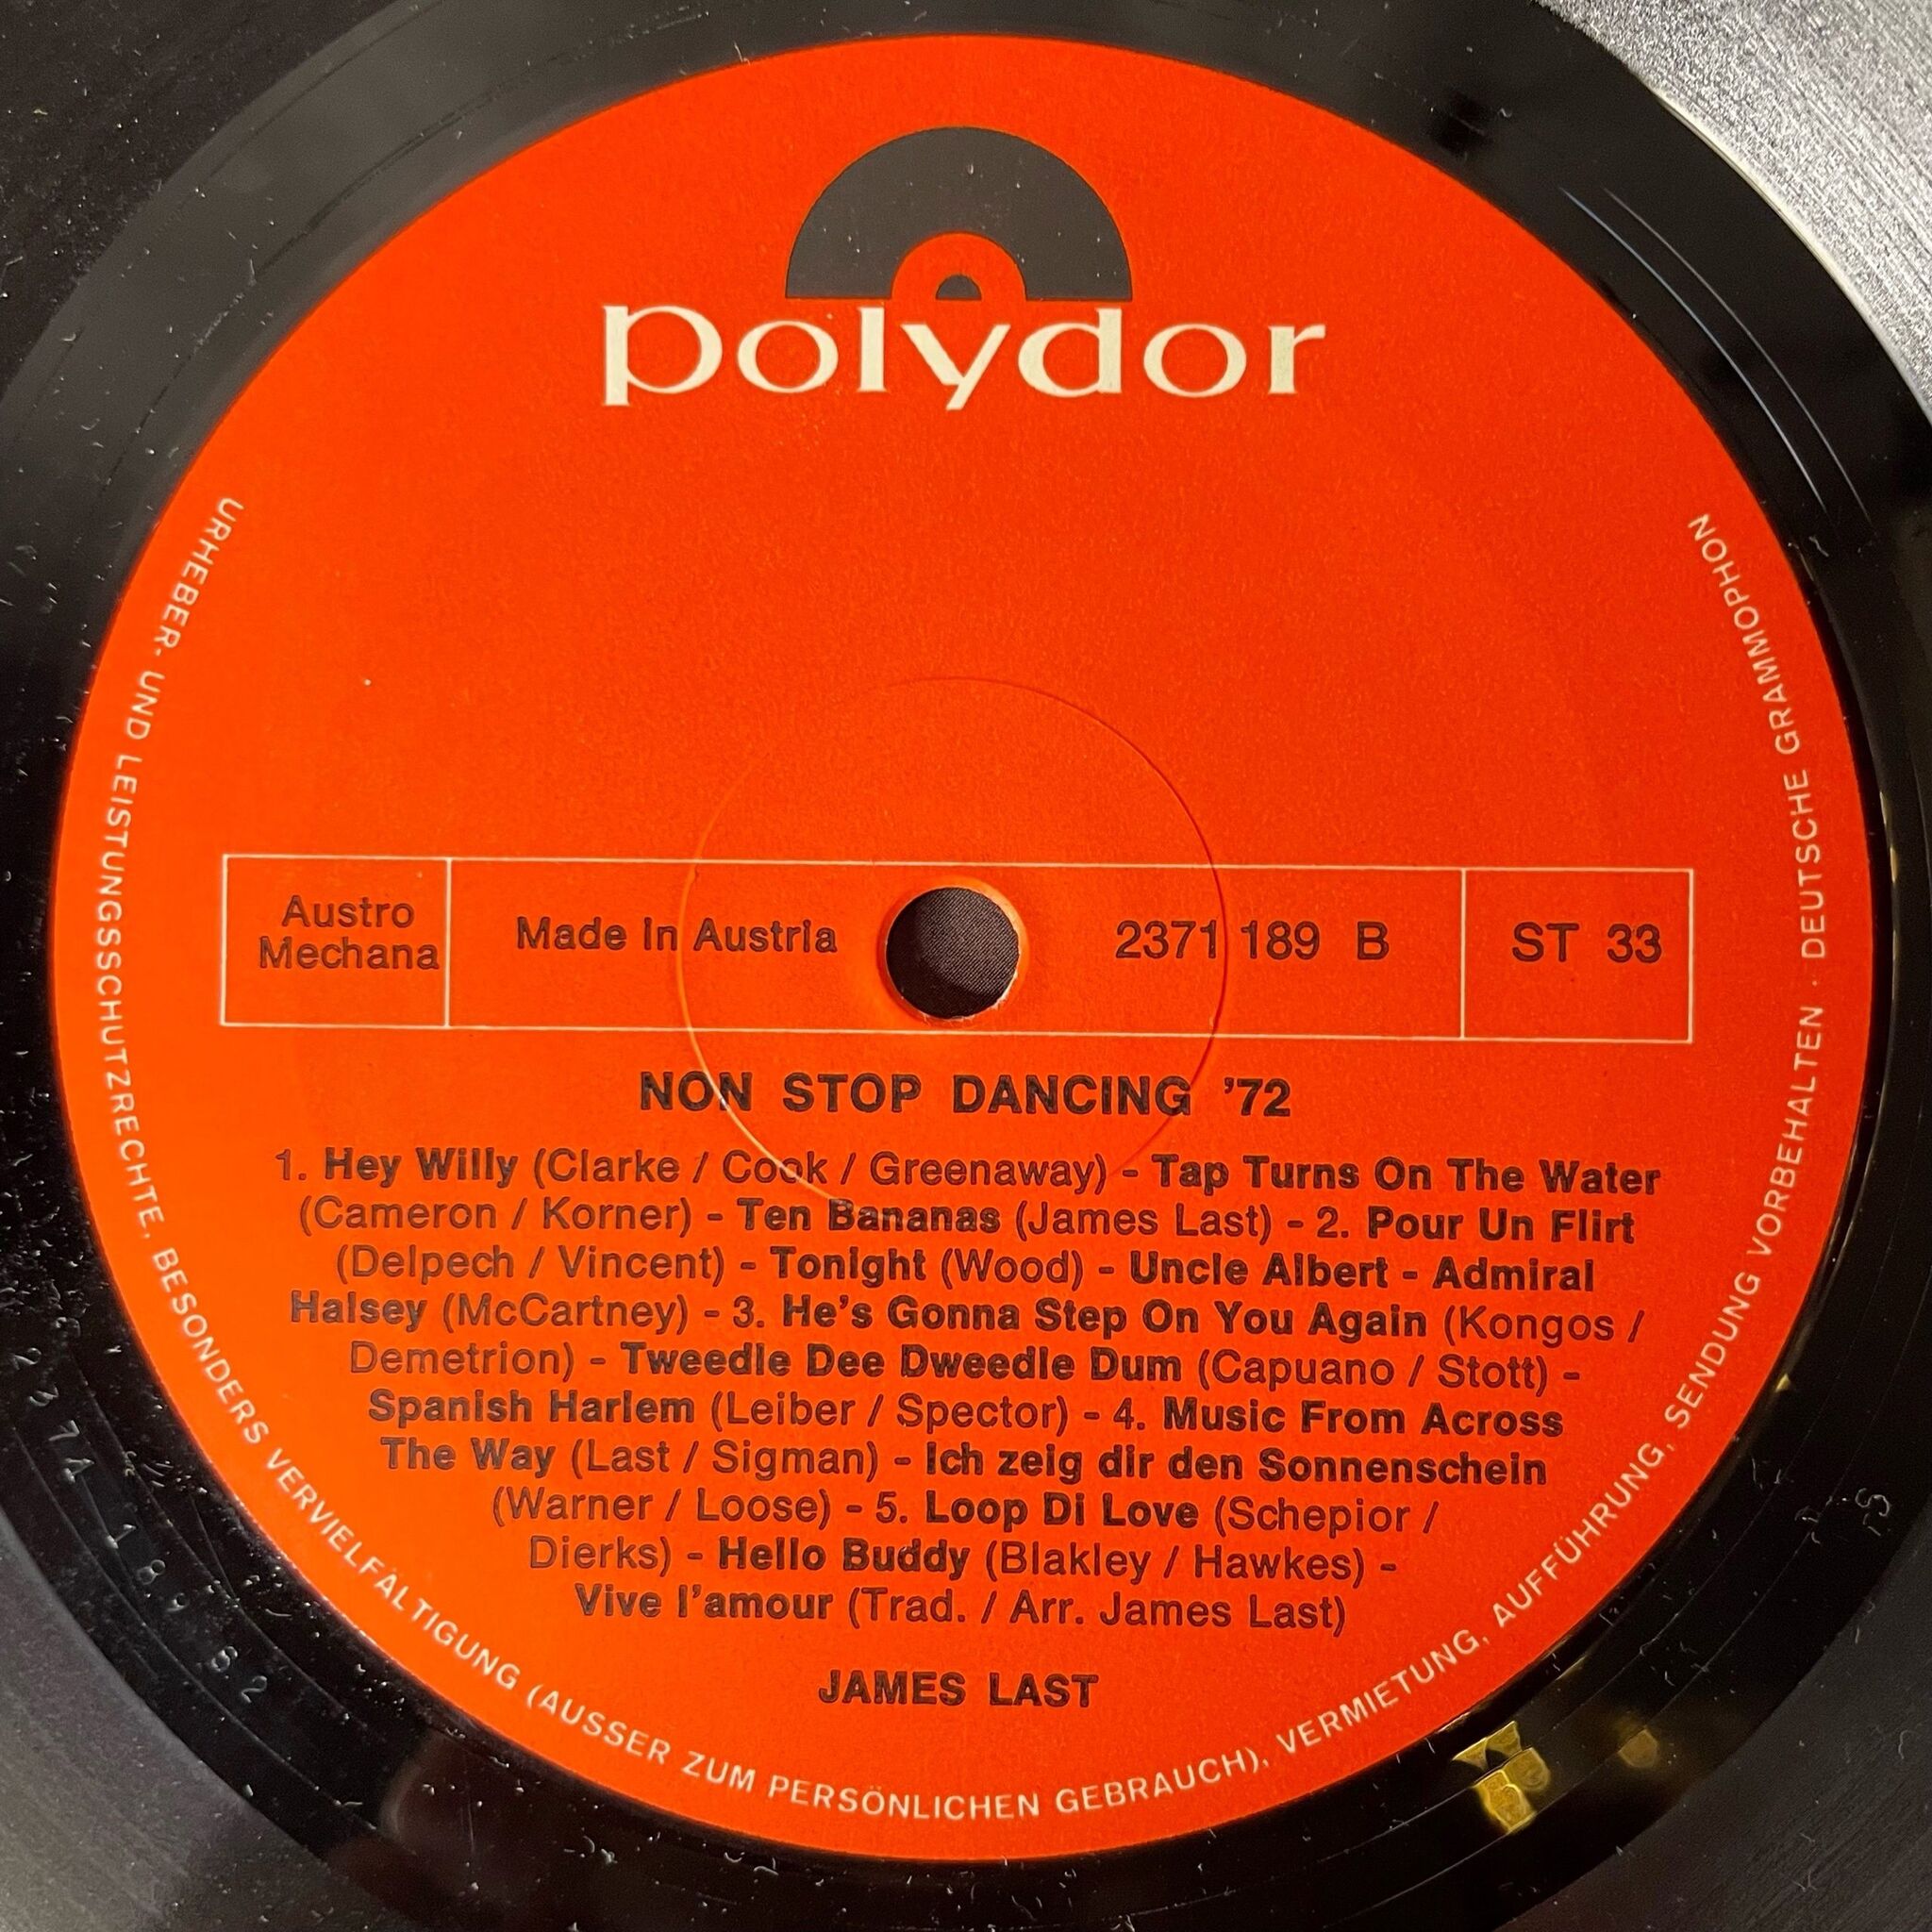 polydor
URHEBER- UND LEISTUNGSSCHUTZRECHTE, BESONDERS VERVIELFÄLTIGUNG (AUSSER ZUM PERSÖNLICHEN GEBRAUCH), VERMIETUNG, AUFFÜHRUNG, SENDUNG VORBEHALTEN · DEUTSCHE GRAMMOPHON
Austro
Mechana
Made In Austria
2371 189 B
ST 33
NON STOP DANCING '72
1. Hey Willy (Clarke / Cook / Greenaway) - Tap Turns On The Water
(Cameron / Korner) - Ten Bananas (James Last) - 2. Pour Un Flirt
(Delpech / Vincent) - Tonight (Wood) - Uncle Albert - Admiral
Halsey (McCartney) - 3. He's Gonna Step On You Again (Kongos /
Demetrion) - Tweedle Dee Dweedle Dum (Capuano / Stott) -
Spanish Harlem (Leiber / Spector) - 4. Music From Across
The Way (Last / Sigman) - Ich zeig dir den Sonnenschein
(Warner / Loose) - 5. Loop Di Love (Schepior /
Dierks) - Hello Buddy (Blakley / Hawkes) -
Vive l'amour (Trad. / Arr. James Last)
JAMES LAST